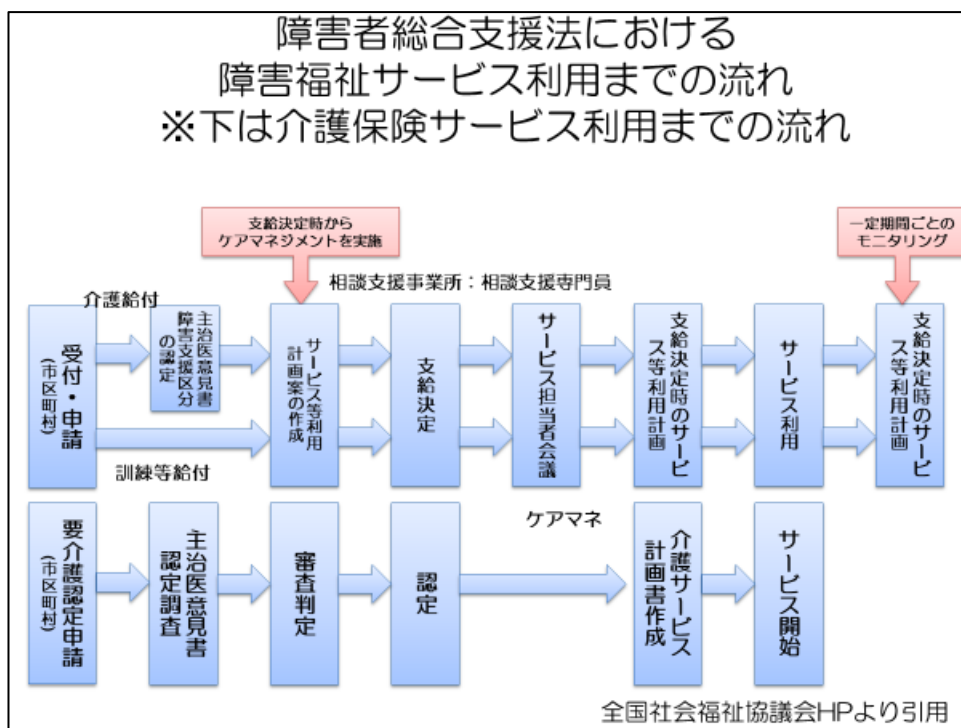 障害者総合支援法における
障害福祉サービス利用までの流れ
※下は介護保険サービス利用までの流れ
支給決定時から
ケアマネジメントを実施
一定期間ごとの
モニタリング
相談支援事業所：相談支援専門員
介護給付
受付・申請
(市区町村)
主治医意見書
障害支援区分
の認定
サービス等利用
計画案の作成
支給決定
サービス担当者会議
支給決定時のサービ
ス等利用計画
サービス利用
支給決定時のサービ
ス等利用計画
訓練等給付
ケアマネ
要介護認定申請
(市区町村)
主治医意見書
認定調査
審査判定
認定
介護サービス
計画書作成
サービス開始
全国社会福祉協議会HPより引用